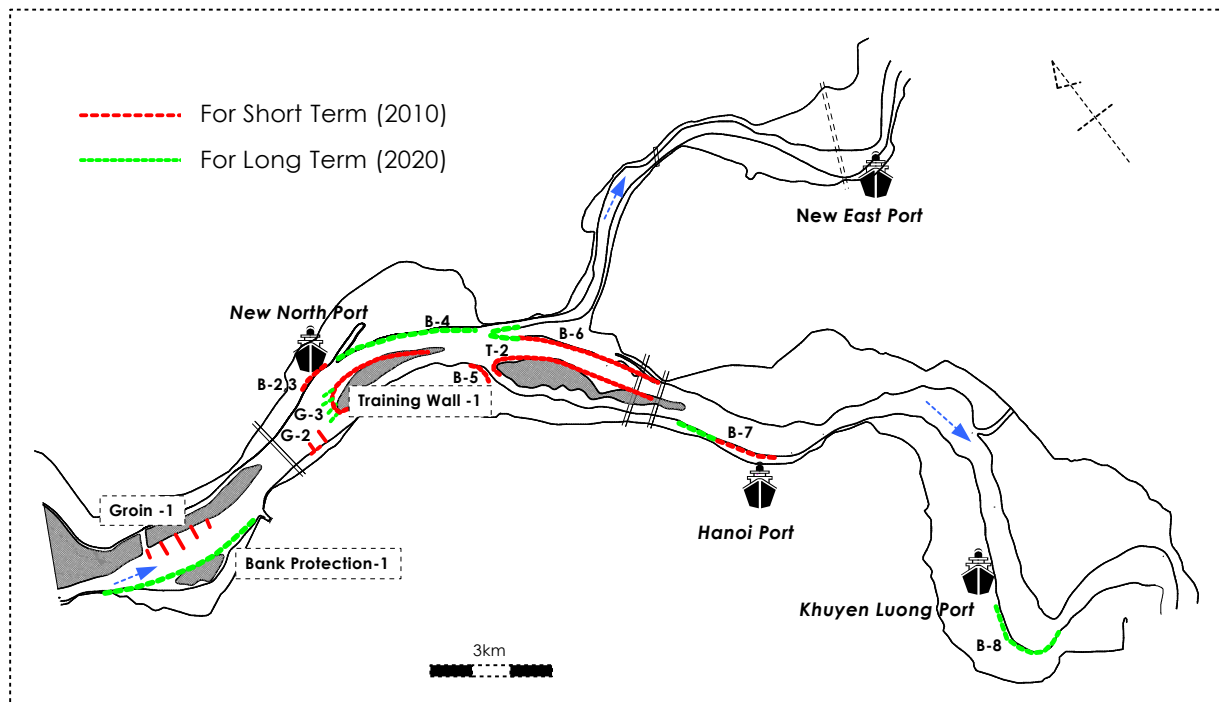 For Short Term (2010)
For Long Term (2020)
New East Port
New North Port
B-4
B-6
T-2
B-2,3
B-5
Training Wall -1
G-3
G-2
B-7
Groin -1
Hanoi Port
Bank Protection-1
Khuyen Luong Port
B-8
3km